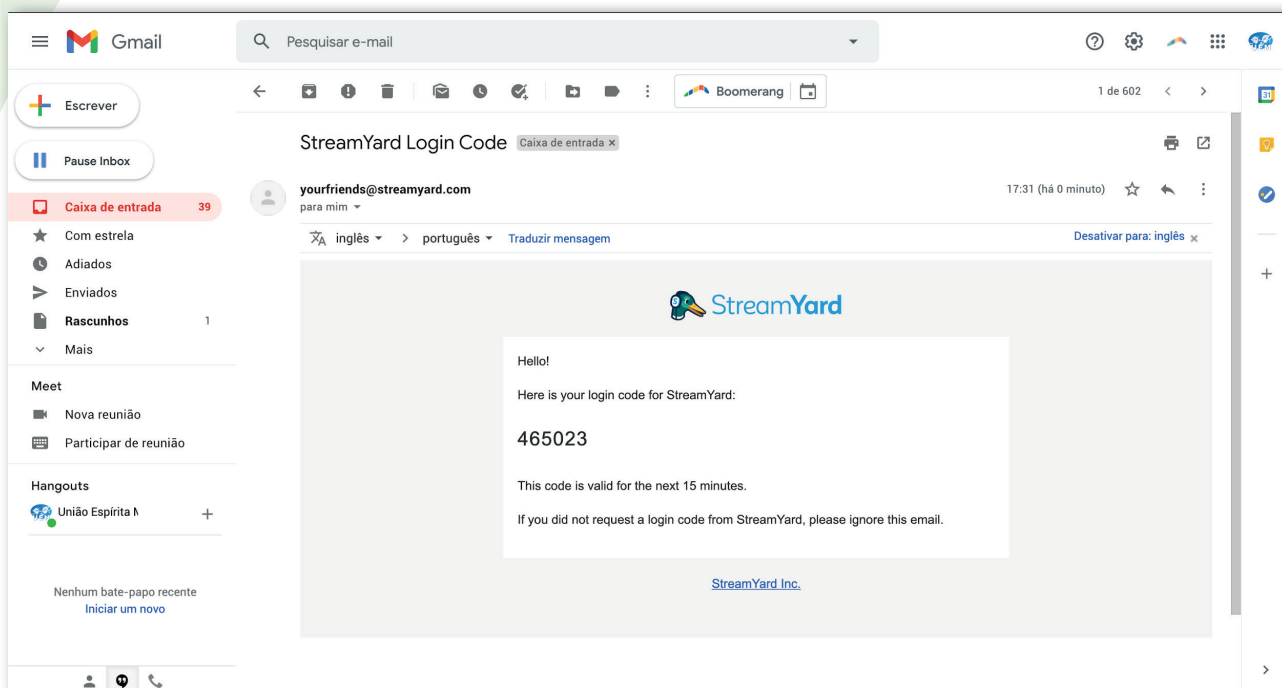 Gmail
Pesquisar e-mail
Escrever
Boomerang
1 de 602
Pause Inbox
StreamYard Login Code Caixa de entrada ×
Caixa de entrada 39
yourfriends@streamyard.com 17:31 (há 0 minuto)
para mim
Com estrela
inglês > português Traduzir mensagem Desativar para: inglês ×
Adiados
Enviados
Rascunhos 1
Mais
Meet
Nova reunião
Participar de reunião
Hangouts
União Espírita M
Nenhum bate-papo recente
Iniciar um novo
StreamYard
Hello!
Here is your login code for StreamYard:
465023
This code is valid for the next 15 minutes.
If you did not request a login code from StreamYard, please ignore this email.
StreamYard Inc.
31